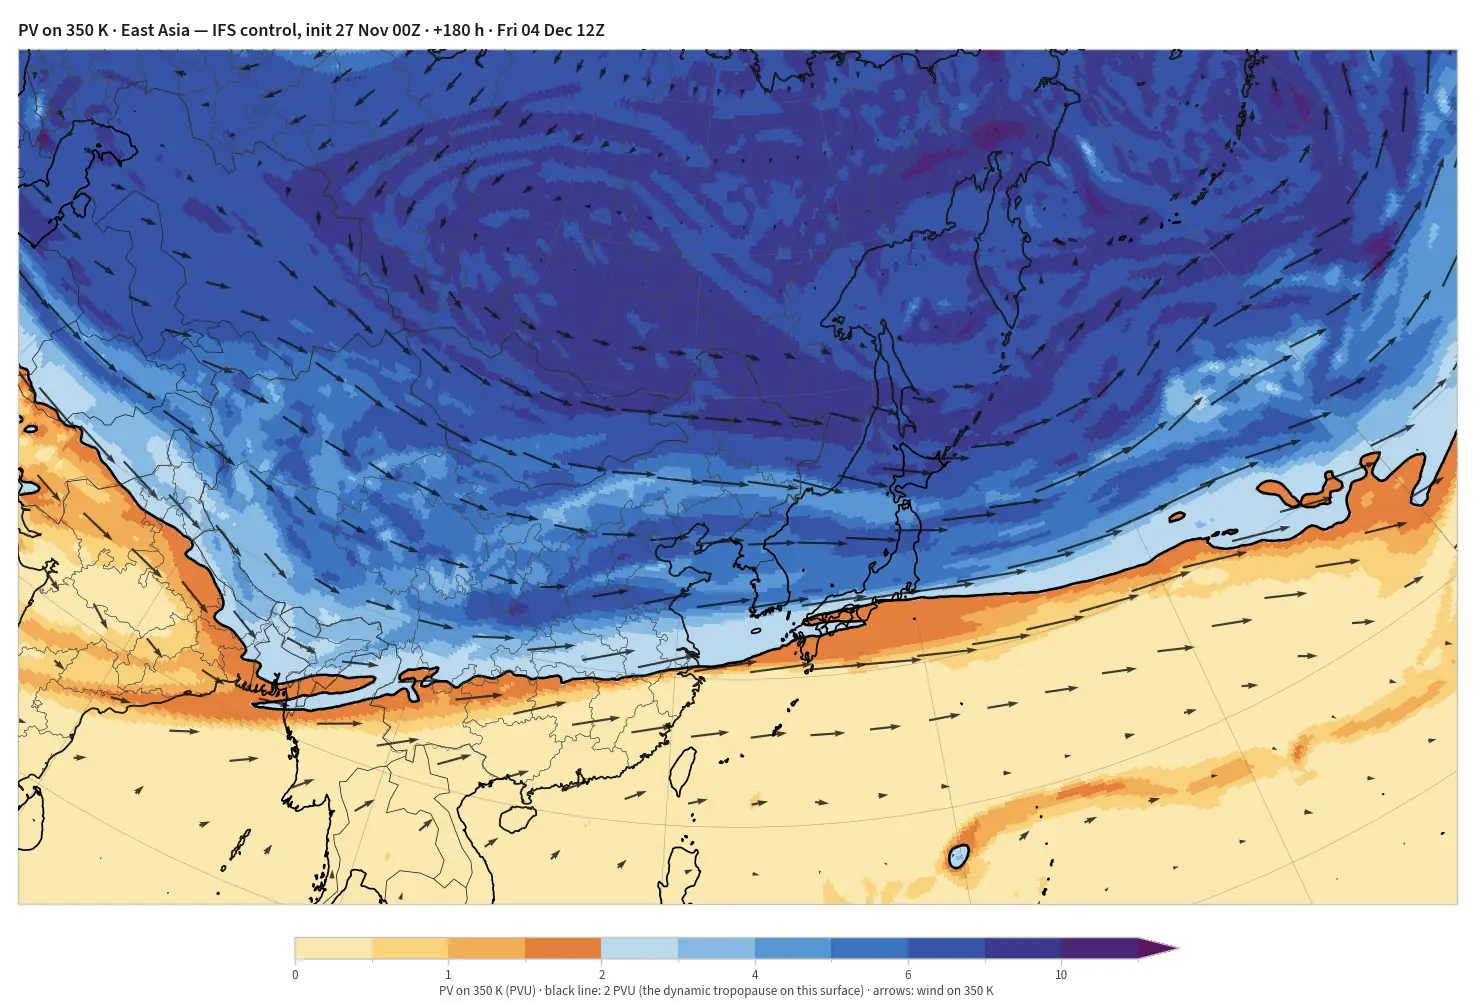 PV on 350 K · East Asia — IFS control, init 27 Nov 00Z · +180 h · Fri 04 Dec 12Z
0 1 2 4 6 10
PV on 350 K (PVU) · black line: 2 PVU (the dynamic tropopause on this surface) · arrows: wind on 350 K